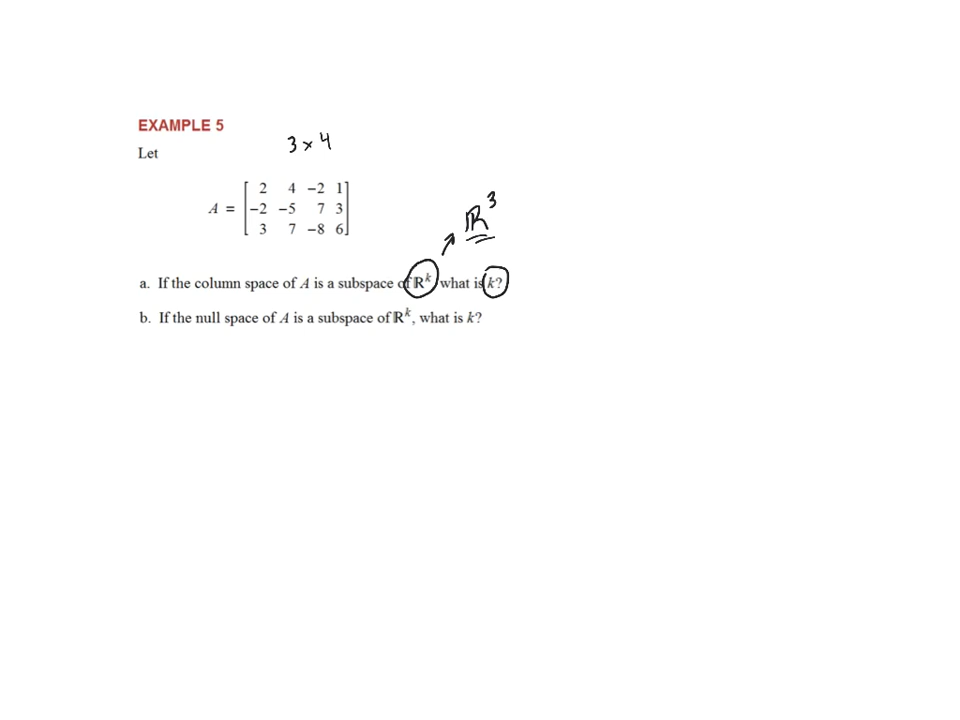 EXAMPLE 5
3 × 4
Let
2 4 −2 1
A = −2 −5 7 3
3 7 −8 6
ℝ³
a. If the column space of A is a subspace of ℝᵏ what is k?
b. If the null space of A is a subspace of ℝᵏ, what is k?